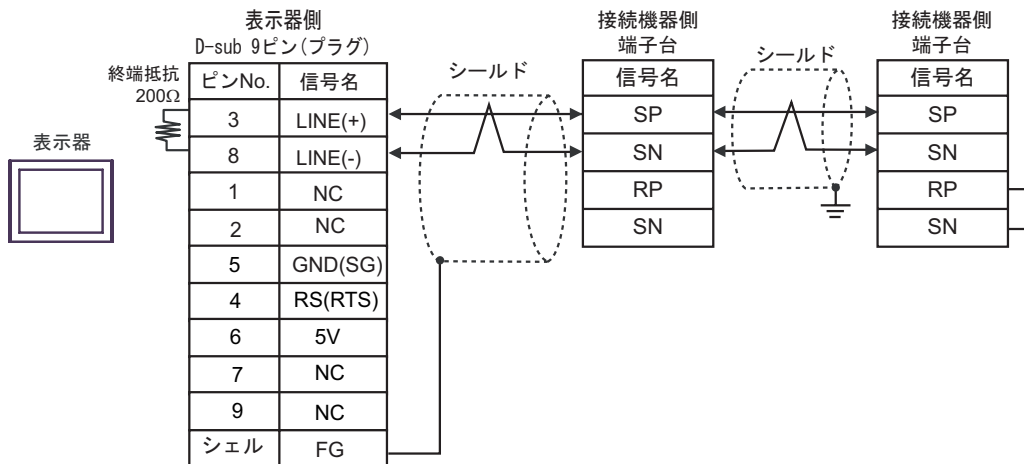 表示器側
D-sub 9ピン(プラグ)
終端抵抗
200Ω
表示器
ピンNo. 信号名
3 LINE(+)
8 LINE(-)
1 NC
2 NC
5 GND(SG)
4 RS(RTS)
6 5V
7 NC
9 NC
シェル FG
シールド
接続機器側
端子台
信号名
SP
SN
RP
SN
シールド
接続機器側
端子台
信号名
SP
SN
RP
SN